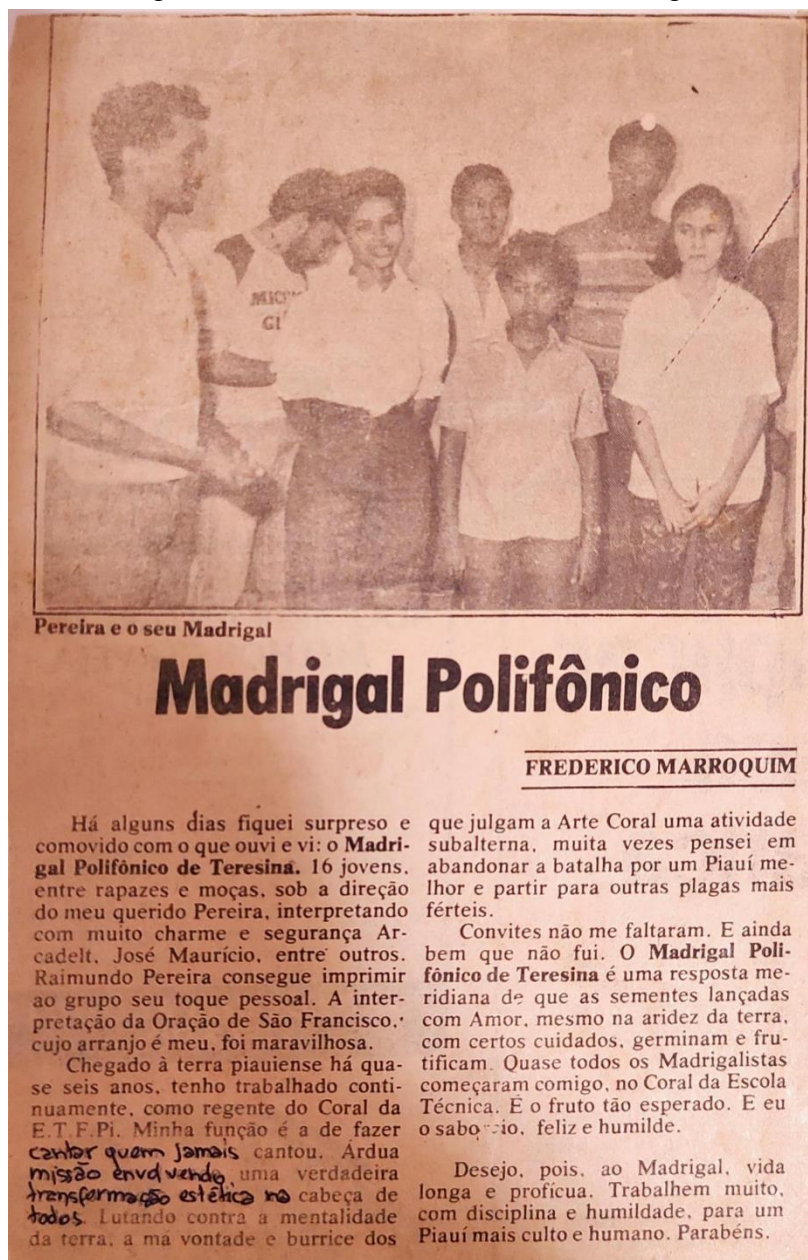 MICK
GI
Pereira e o seu Madrigal
Madrigal Polifônico
FREDERICO MARROQUIM
Há alguns dias fiquei surpreso e
comovido com o que ouvi e vi: o Madri-
gal Polifônico de Teresina. 16 jovens,
entre rapazes e moças, sob a direção
do meu querido Pereira, interpretando
com muito charme e segurança Ar-
cadelt, José Maurício, entre outros.
Raimundo Pereira consegue imprimir
ao grupo seu toque pessoal. A inter-
pretação da Oração de São Francisco,
cujo arranjo é meu, foi maravilhosa.
Chegado à terra piauiense há qua-
se seis anos, tenho trabalhado conti-
nuamente, como regente do Coral da
E.T.F.Pi. Minha função é a de fazer
cantar quem jamais cantou. Árdua
missão envolvendo uma verdadeira
transformação estética na cabeça de
todos. Lutando contra a mentalidade
da terra, a má vontade e burrice dos
que julgam a Arte Coral uma atividade
subalterna, muita vezes pensei em
abandonar a batalha por um Piauí me-
lhor e partir para outras plagas mais
férteis.
Convites não me faltaram. E ainda
bem que não fui. O Madrigal Poli-
fônico de Teresina é uma resposta me-
ridiana de que as sementes lançadas
com Amor, mesmo na aridez da terra,
com certos cuidados, germinam e fru-
tificam. Quase todos os Madrigalistas
começaram comigo, no Coral da Escola
Técnica. É o fruto tão esperado. E eu
o saboreio, feliz e humilde.
Desejo, pois, ao Madrigal, vida
longa e profícua. Trabalhem muito,
com disciplina e humildade, para um
Piauí mais culto e humano. Parabéns.